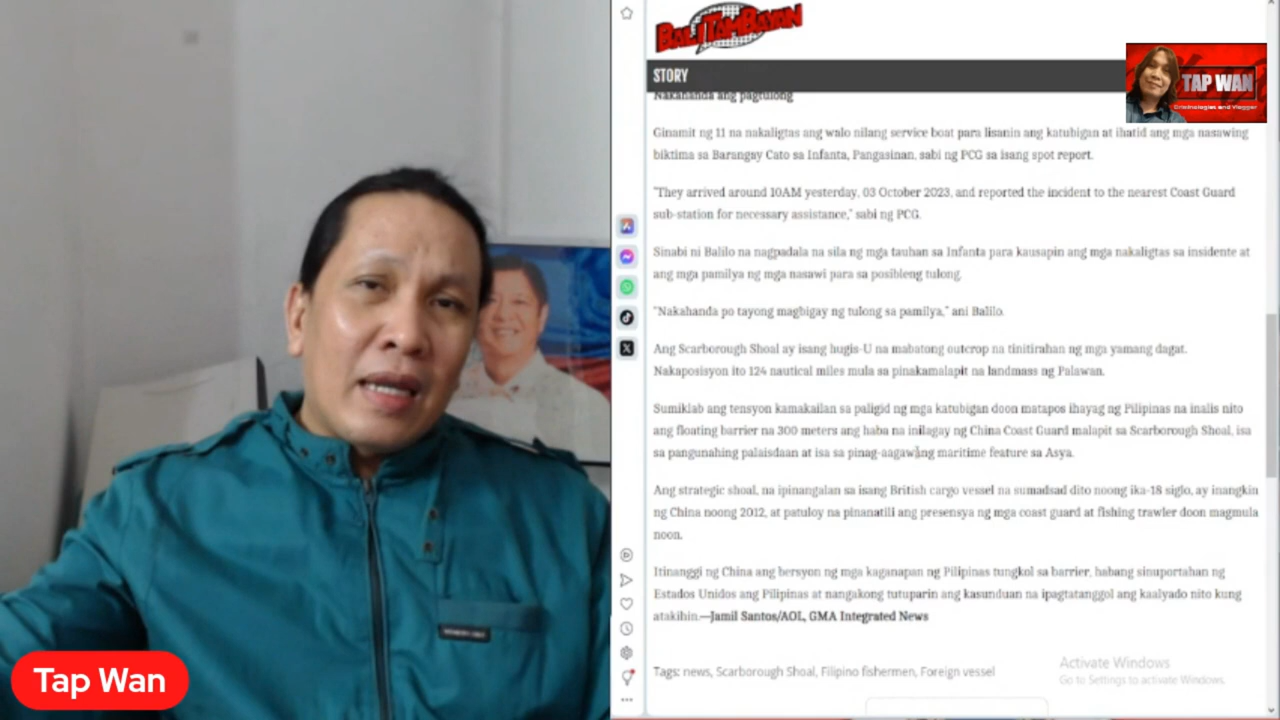 BALITAMBAYAN
STORY
TAP WAN
Criminologist and Vlogger
Nakahanda ang pagtulong
Ginamit ng 11 na nakaligtas ang walo nilang service boat para lisanin ang katubigan at ihatid ang mga nasawing
biktima sa Barangay Cato sa Infanta, Pangasinan, sabi ng PCG sa isang spot report.
"They arrived around 10AM yesterday, 03 October 2023, and reported the incident to the nearest Coast Guard
sub-station for necessary assistance," sabi ng PCG.
Sinabi ni Balilo na nagpadala na sila ng mga tauhan sa Infanta para kausapin ang mga nakaligtas sa insidente at
ang mga pamilya ng mga nasawi para sa posibleng tulong.
"Nakahanda po tayong magbigay ng tulong sa pamilya," ani Balilo.
Ang Scarborough Shoal ay isang hugis-U na mabatong outcrop na tinitirahan ng mga yamang dagat.
Nakaposisyon ito 124 nautical miles mula sa pinakamalapit na landmass ng Palawan.
Sumiklab ang tensyon kamakailan sa paligid ng mga katubigan doon matapos ihayag ng Pilipinas na inalis nito
ang floating barrier na 300 meters ang haba na inilagay ng China Coast Guard malapit sa Scarborough Shoal, isa
sa pangunahing palaisdaan at isa sa pinag-aagawang maritime feature sa Asya.
Ang strategic shoal, na ipinangalan sa isang British cargo vessel na sumadsad dito noong ika-18 siglo, ay inangkin
ng China noong 2012, at patuloy na pinanatili ang presensya ng mga coast guard at fishing trawler doon magmula
noon.
Itinanggi ng China ang bersyon ng mga kaganapan ng Pilipinas tungkol sa barrier, habang sinuportahan ng
Estados Unidos ang Pilipinas at nangakong tutuparin ang kasunduan na ipagtatanggol ang kaalyado nito kung
atakihin.—Jamil Santos/AOL, GMA Integrated News
Tags: news, Scarborough Shoal, Filipino fishermen, Foreign vessel
Activate Windows
Go to Settings to activate Windows.
Tap Wan